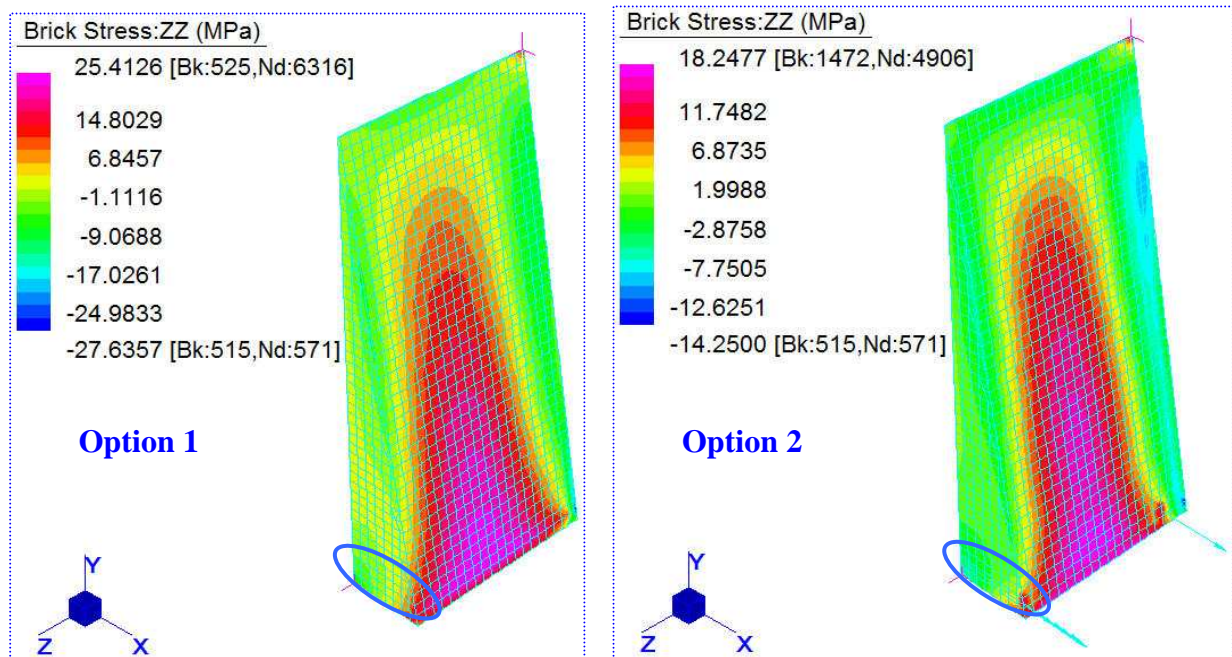 Brick Stress:ZZ (MPa)
25.4126 [Bk:525,Nd:6316]
14.8029
6.8457
-1.1116
-9.0688
-17.0261
-24.9833
-27.6357 [Bk:515,Nd:571]
Option 1
Y
Z
X
Brick Stress:ZZ (MPa)
18.2477 [Bk:1472,Nd:4906]
11.7482
6.8735
1.9988
-2.8758
-7.7505
-12.6251
-14.2500 [Bk:515,Nd:571]
Option 2
Y
Z
X